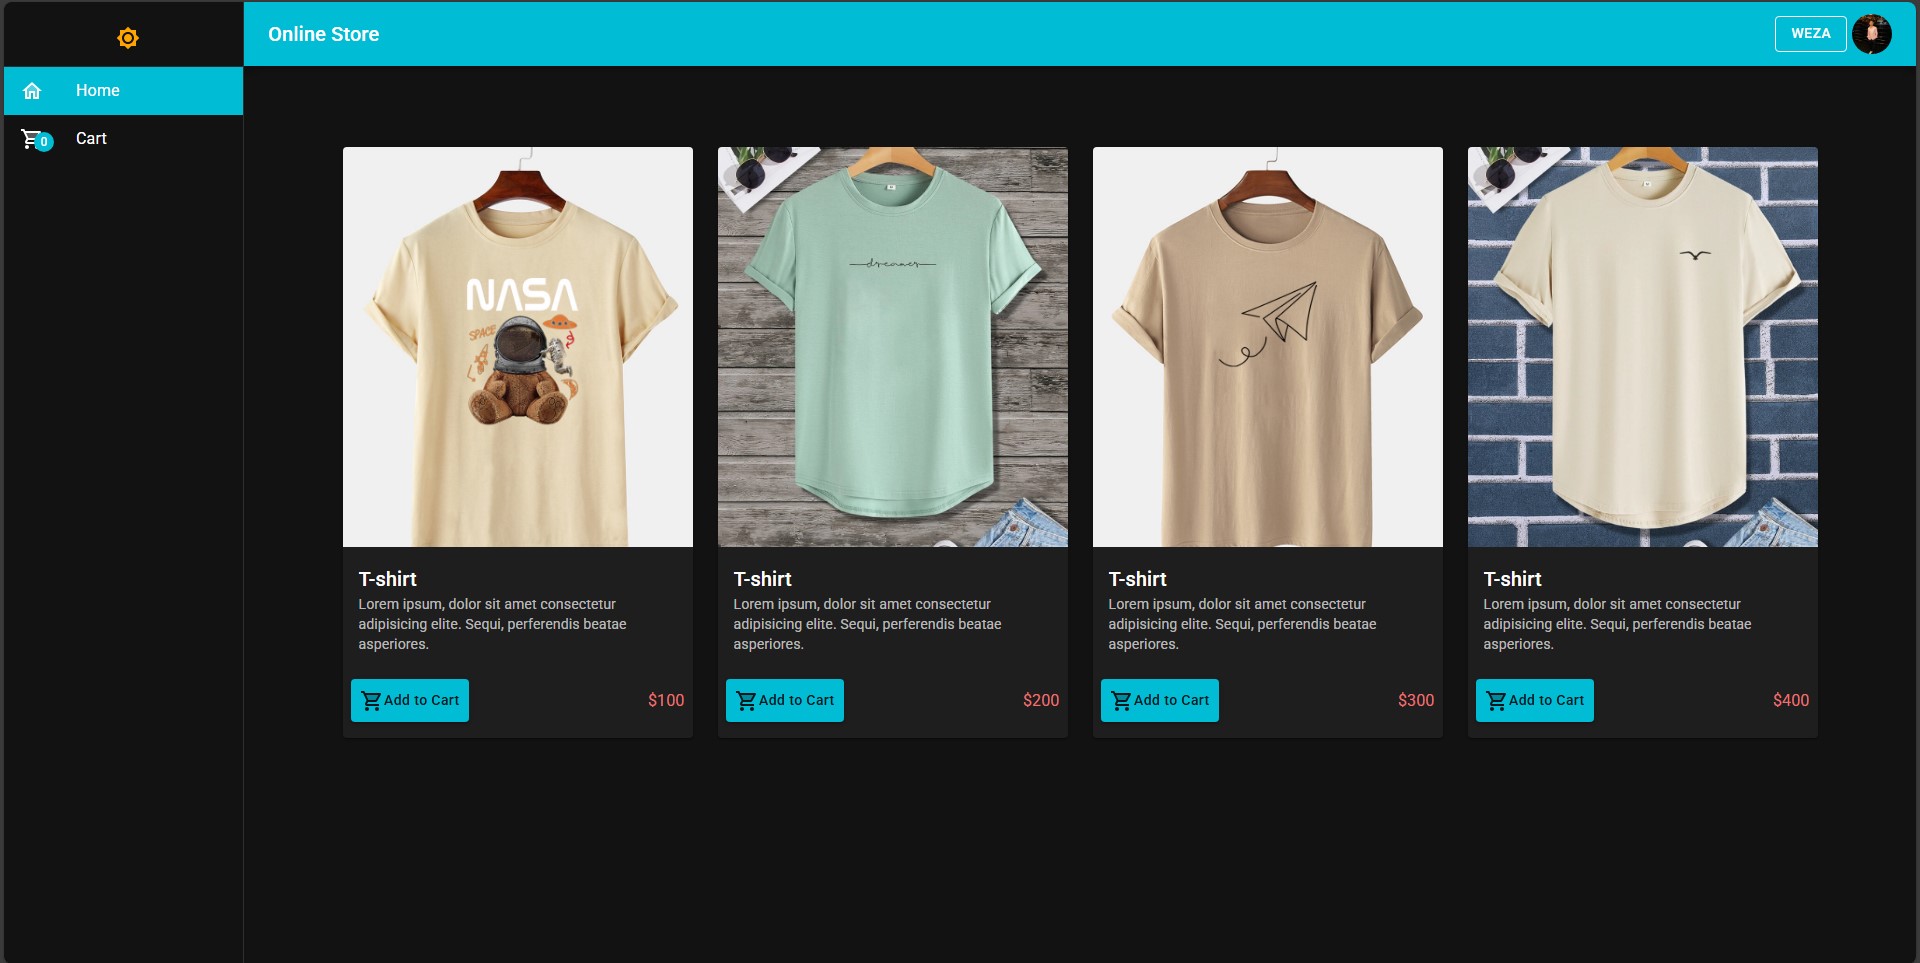 Online Store
WEZA
Home
0
Cart
NASA
SPACE
dreamer
T-shirt
Lorem ipsum, dolor sit amet consectetur
adipisicing elite. Sequi, perferendis beatae
asperiores.
Add to Cart
$100
T-shirt
Lorem ipsum, dolor sit amet consectetur
adipisicing elite. Sequi, perferendis beatae
asperiores.
Add to Cart
$200
T-shirt
Lorem ipsum, dolor sit amet consectetur
adipisicing elite. Sequi, perferendis beatae
asperiores.
Add to Cart
$300
T-shirt
Lorem ipsum, dolor sit amet consectetur
adipisicing elite. Sequi, perferendis beatae
asperiores.
Add to Cart
$400